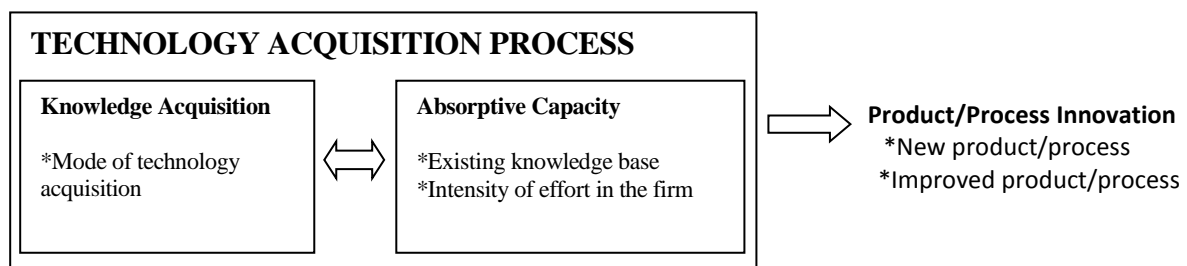 TECHNOLOGY ACQUISITION PROCESS
Knowledge Acquisition
*Mode of technology
acquisition
Absorptive Capacity
*Existing knowledge base
*Intensity of effort in the firm
Product/Process Innovation
*New product/process
*Improved product/process